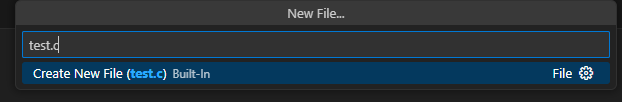 New File...
test.c
Create New File (test.c) Built-In File